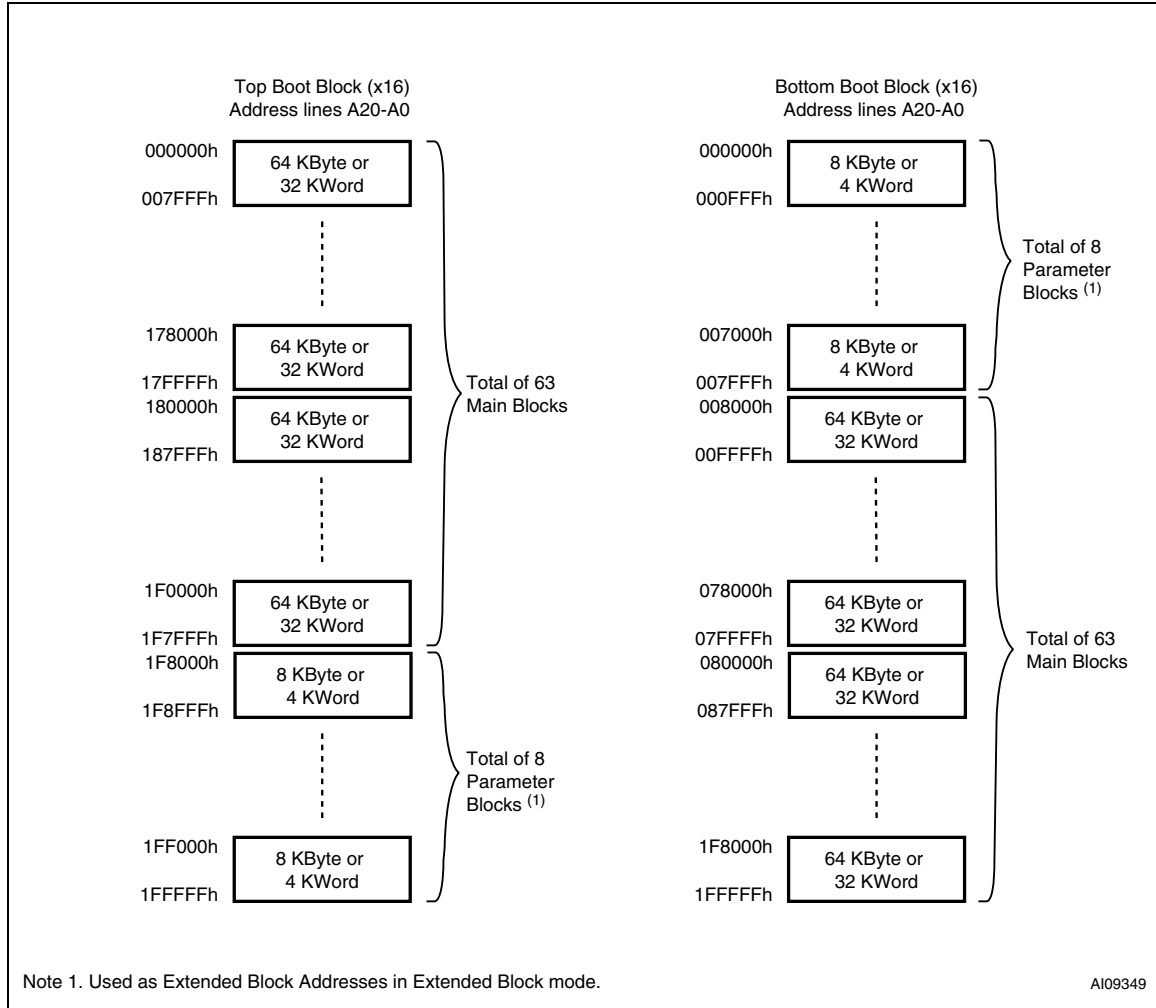 Top Boot Block (x16)
Address lines A20-A0
000000h
64 KByte or
32 KWord
007FFFh
178000h
64 KByte or
32 KWord
17FFFFh
180000h
64 KByte or
32 KWord
187FFFh
Total of 63
Main Blocks
1F0000h
64 KByte or
32 KWord
1F7FFFh
1F8000h
8 KByte or
4 KWord
1F8FFFh
Total of 8
Parameter
Blocks (1)
1FF000h
8 KByte or
4 KWord
1FFFFFh
Bottom Boot Block (x16)
Address lines A20-A0
000000h
8 KByte or
4 KWord
000FFFh
Total of 8
Parameter
Blocks (1)
007000h
8 KByte or
4 KWord
007FFFh
008000h
64 KByte or
32 KWord
00FFFFh
078000h
64 KByte or
32 KWord
07FFFFh
080000h
64 KByte or
32 KWord
087FFFh
Total of 63
Main Blocks
1F8000h
64 KByte or
32 KWord
1FFFFFh
Note 1. Used as Extended Block Addresses in Extended Block mode.
AI09349